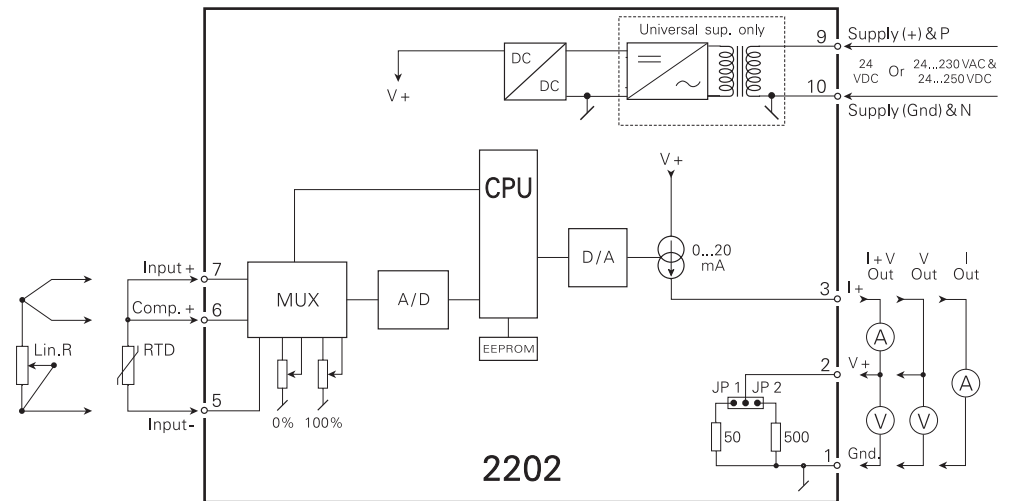 Universal sup. only
9
Supply (+) & P
DC
DC
V+
24
VDC
Or
24...230 VAC &
24...250 VDC
10
Supply (Gnd) & N
CPU
V+
D/A
0...20
mA
I+V
Out
V
Out
I
Out
Input+
7
MUX
A/D
3
I+
Comp. +
6
A
Lin.R
RTD
EEPROM
2
V+
JP 1
JP 2
A
5
Input-
0%
100%
50
500
V
V
1
Gnd.
2202